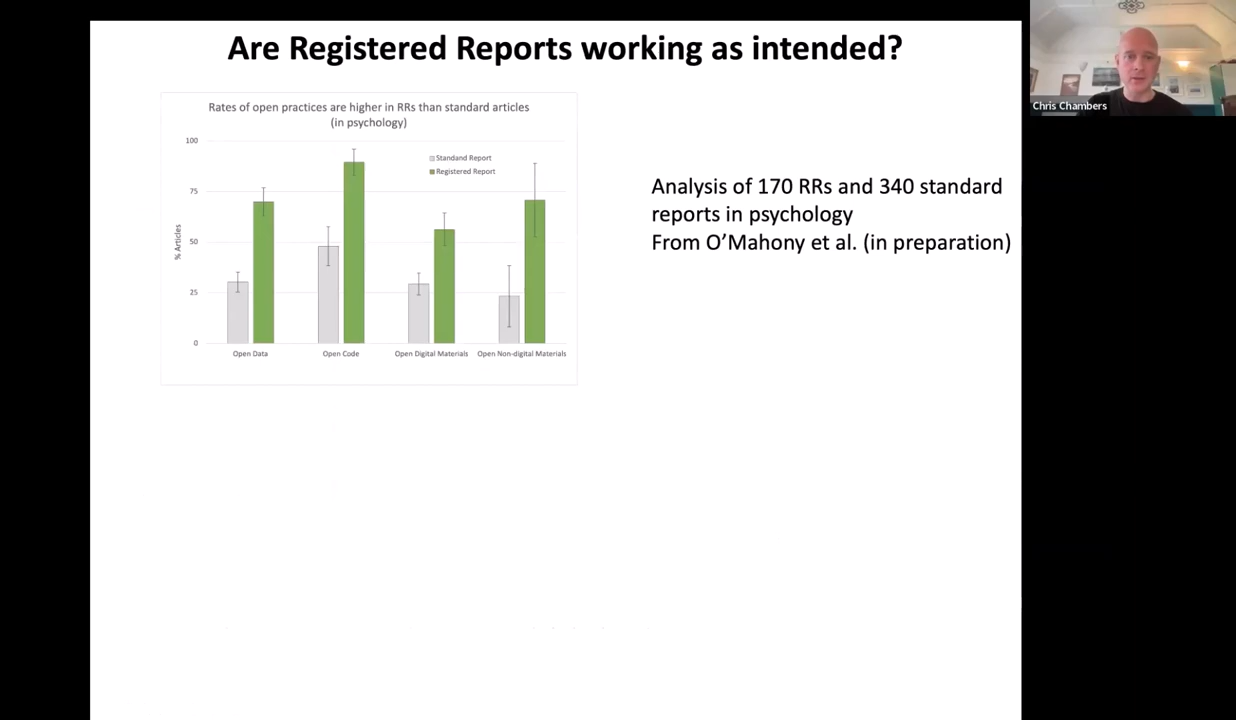 Are Registered Reports working as intended?
Chris Chambers
Rates of open practices are higher in RRs than standard articles
(in psychology)
100
75
50
25
0
% Articles
Standard Report
Registered Report
Open Data
Open Code
Open Digital Materials
Open Non-digital Materials
Analysis of 170 RRs and 340 standard
reports in psychology
From O'Mahony et al. (in preparation)